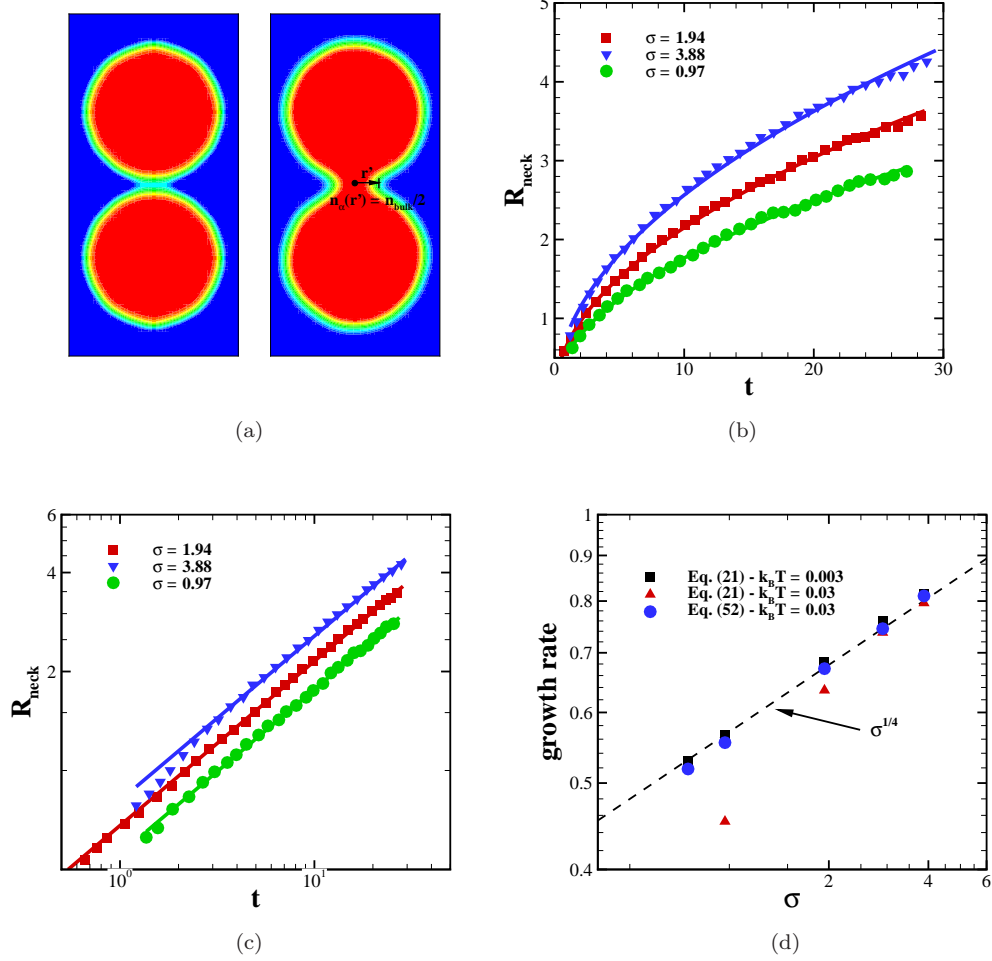 r'
n_α(r') = n_bulk/2
(a)
R_neck
5
4
3
2
1
0
10
20
30
t
σ = 1.94
σ = 3.88
σ = 0.97
(b)
R_neck
6
4
2
10^0
10^1
t
σ = 1.94
σ = 3.88
σ = 0.97
(c)
growth rate
1
0.9
0.8
0.7
0.6
0.5
0.4
2
4
6
σ
Eq. (21) - k_BT = 0.003
Eq. (21) - k_BT = 0.03
Eq. (52) - k_BT = 0.03
σ^1/4
(d)